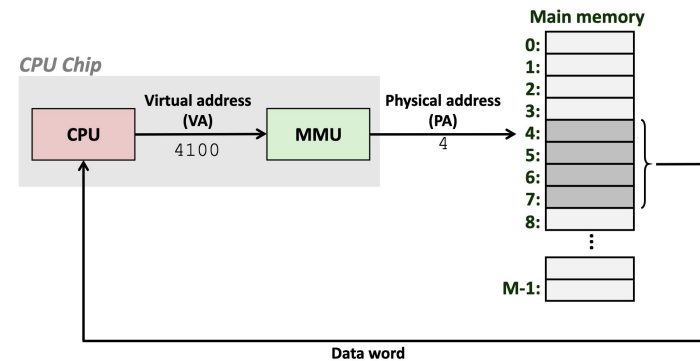 Main memory
CPU Chip
0:
1:
2:
3:
4:
5:
6:
7:
8:
M-1:
Virtual address
(VA)
4100
Physical address
(PA)
4
CPU
MMU
Data word